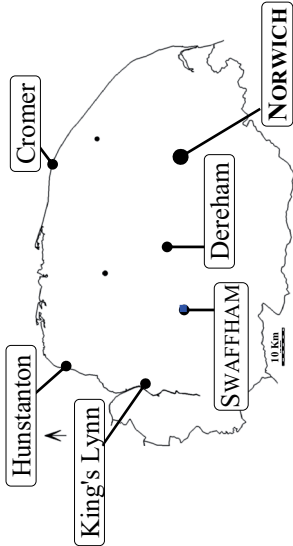 Hunstanton
Cromer
King's Lynn
Dereham
SWAFFHAM
NORWICH
10 Km